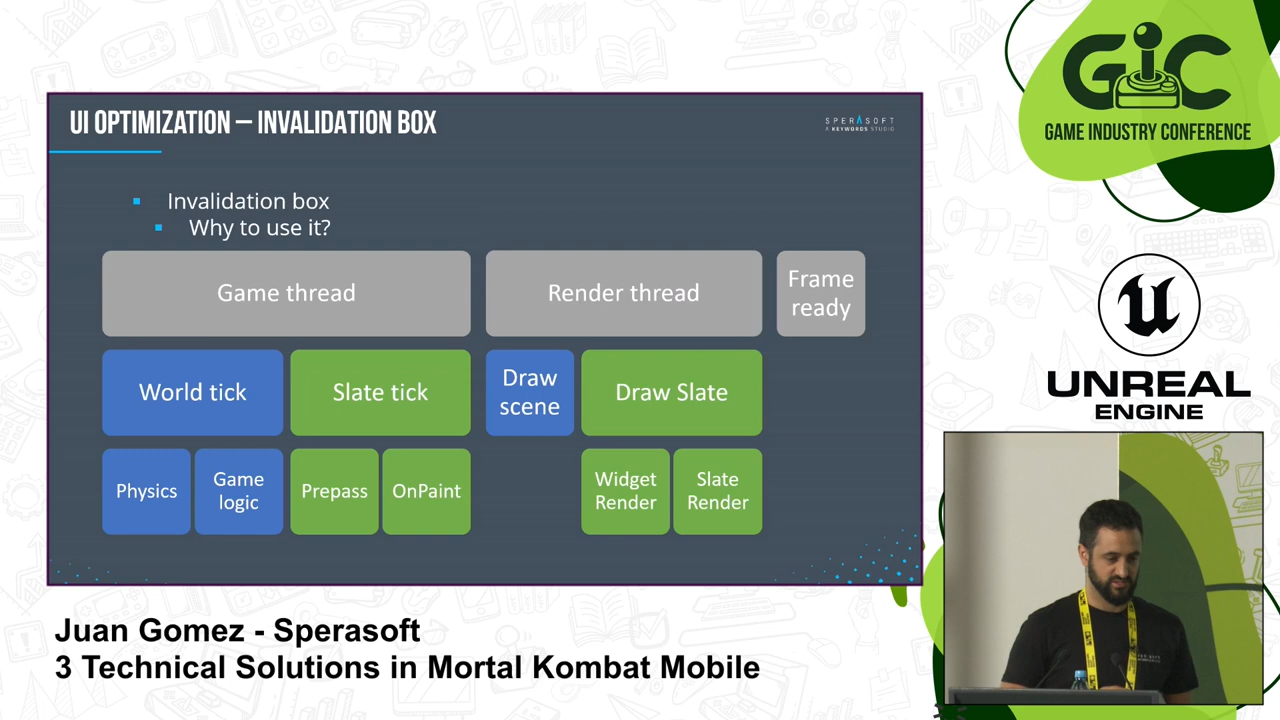 UI OPTIMIZATION – INVALIDATION BOX
SPERASOFT
A KEYWORDS STUDIO
Invalidation box
Why to use it?
Game thread
Render thread
Frame
ready
World tick
Slate tick
Draw
scene
Draw Slate
Physics
Game
logic
Prepass
OnPaint
Widget
Render
Slate
Render
GIC
GAME INDUSTRY CONFERENCE
UNREAL
ENGINE
Juan Gomez - Sperasoft
3 Technical Solutions in Mortal Kombat Mobile